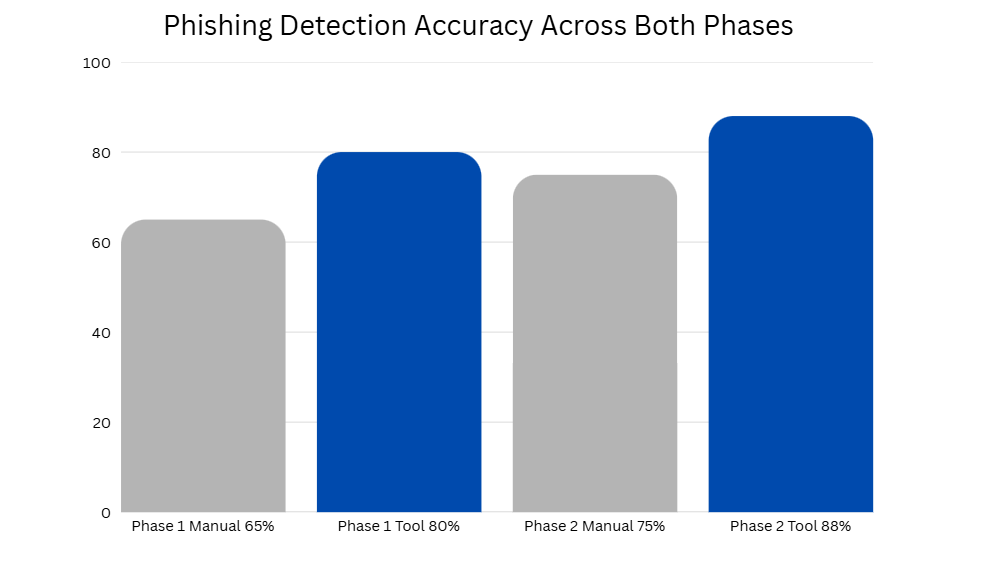 Phishing Detection Accuracy Across Both Phases
100
80
60
40
20
0
Phase 1 Manual 65%
Phase 1 Tool 80%
Phase 2 Manual 75%
Phase 2 Tool 88%